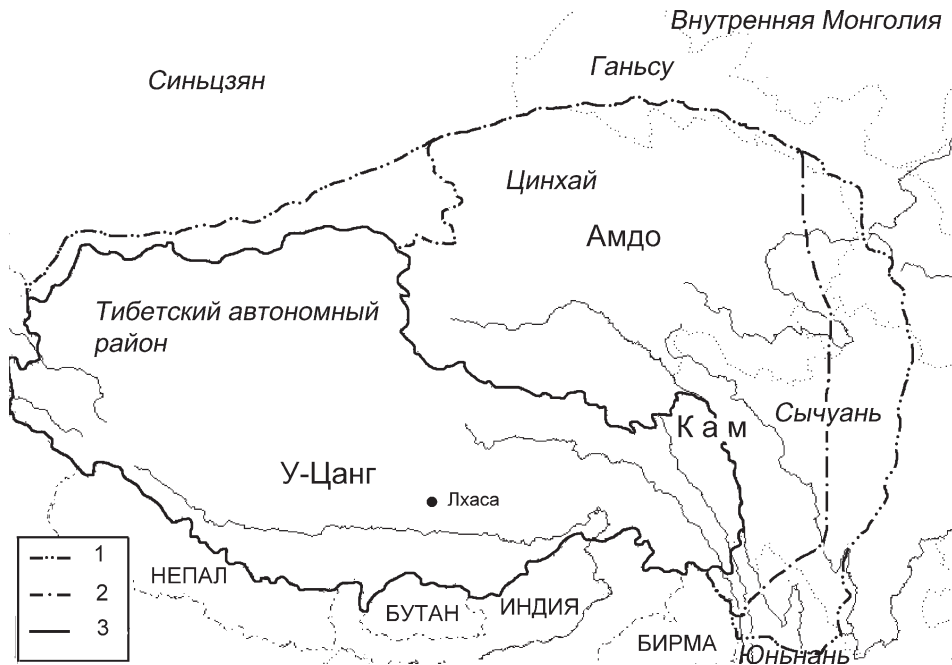 Внутренняя Монголия
Ганьсу
Синьцзян
Цинхай
Амдо
Тибетский автономный
район
Сычуань
Кам
У-Цанг
Лхаса
1
2
3
НЕПАЛ
БУТАН
ИНДИЯ
БИРМА
Юньнань